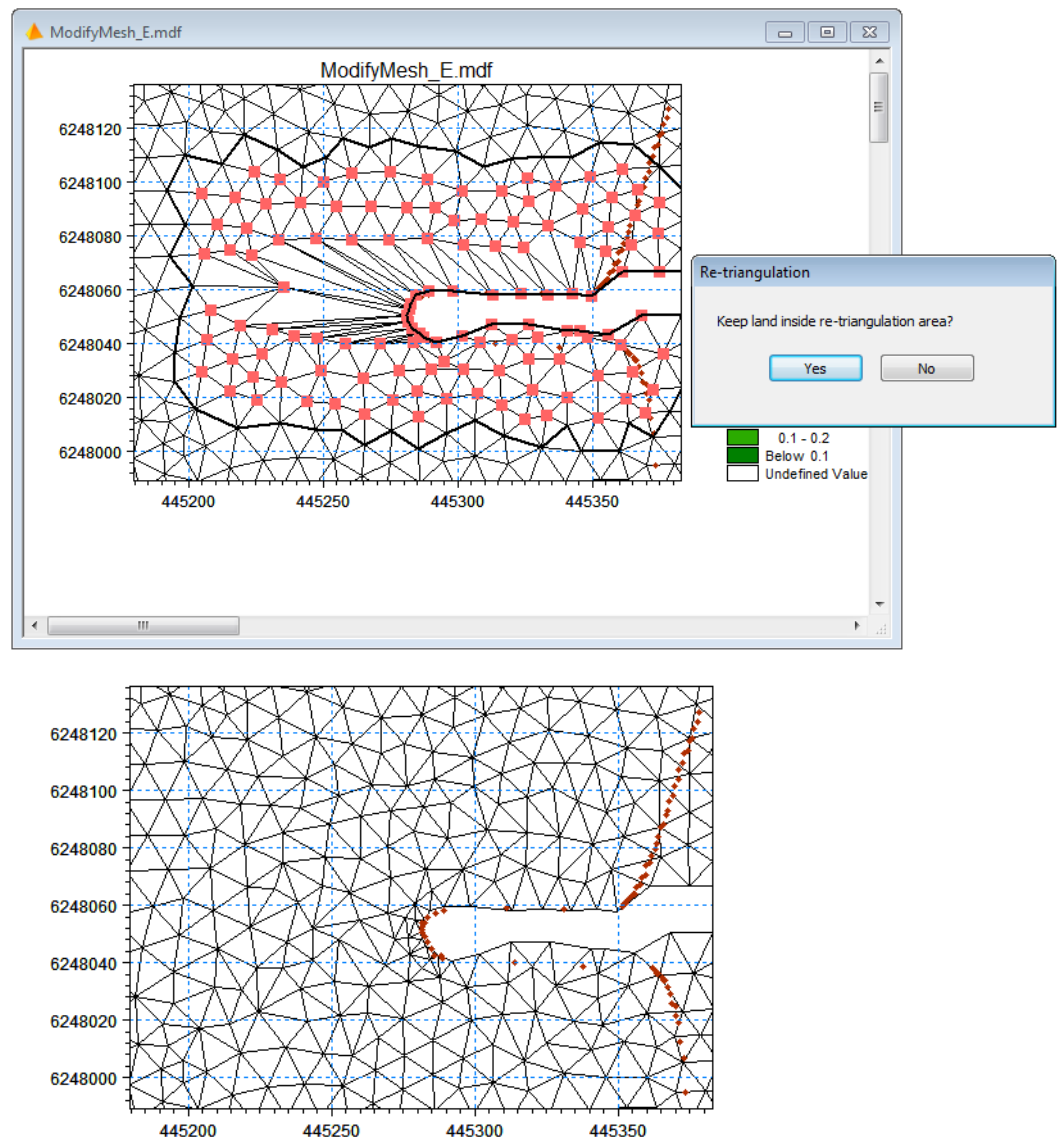 ModifyMesh_E.mdf
ModifyMesh_E.mdf
6248120
6248100
6248080
6248060
6248040
6248020
6248000
445200 445250 445300 445350
Re-triangulation
Keep land inside re-triangulation area?
Yes No
0.1 - 0.2
Below 0.1
Undefined Value
6248120
6248100
6248080
6248060
6248040
6248020
6248000
445200 445250 445300 445350